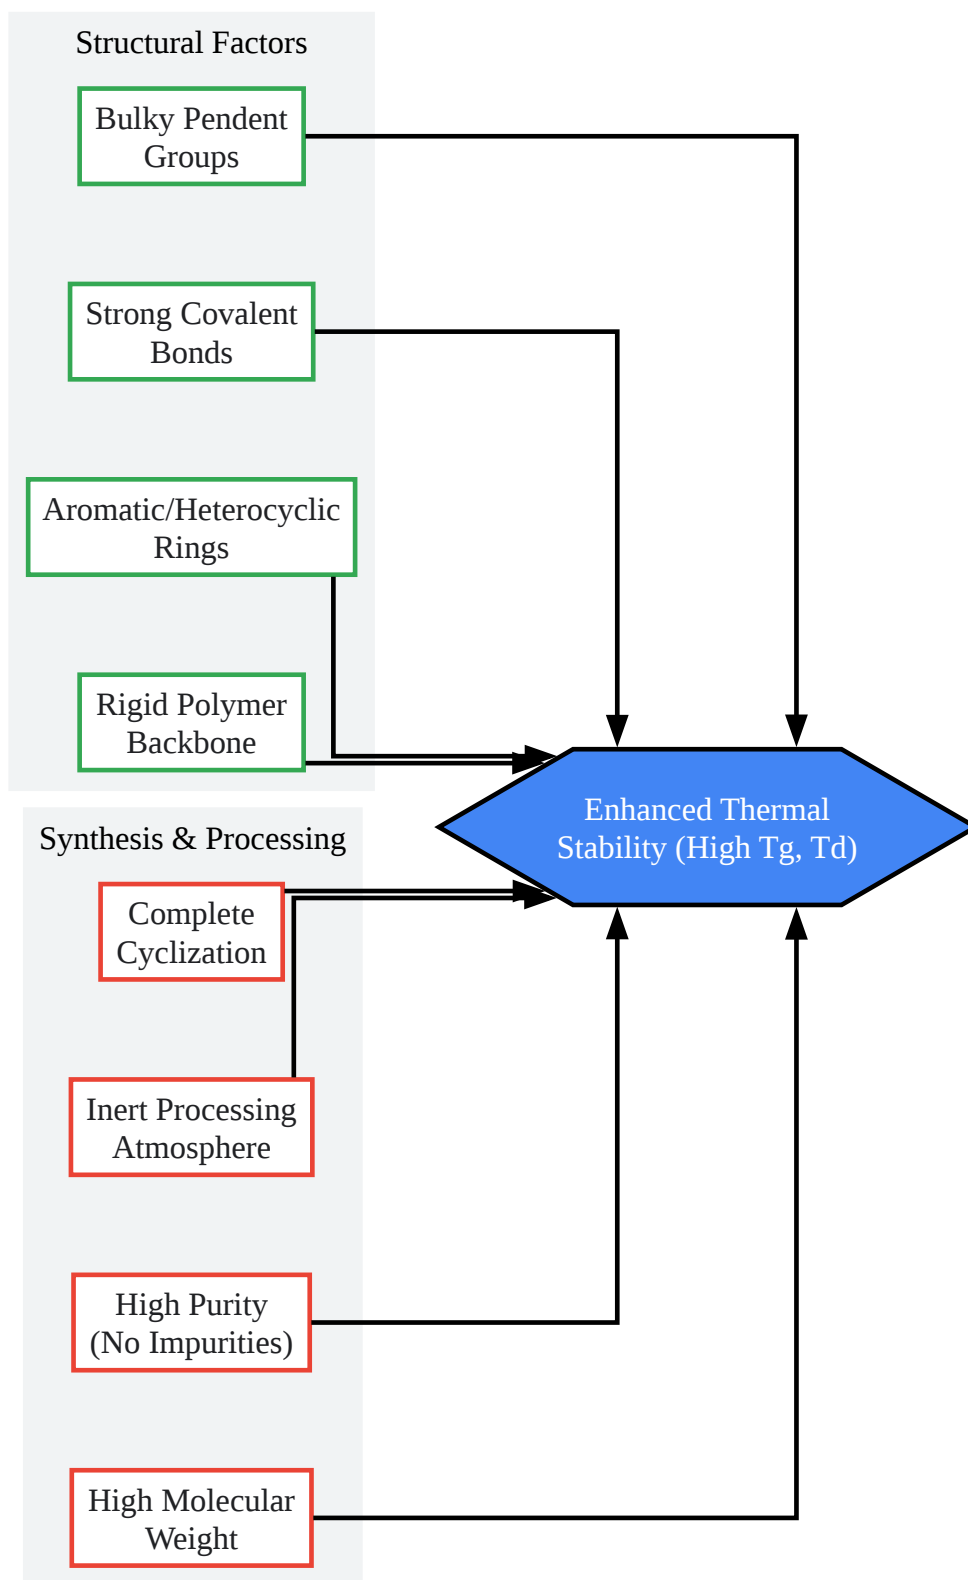 Structural Factors
Bulky Pendent
Groups
Strong Covalent
Bonds
Aromatic/Heterocyclic
Rings
Rigid Polymer
Backbone
Enhanced Thermal
Stability (High Tg, Td)
Synthesis & Processing
Complete
Cyclization
Inert Processing
Atmosphere
High Purity
(No Impurities)
High Molecular
Weight